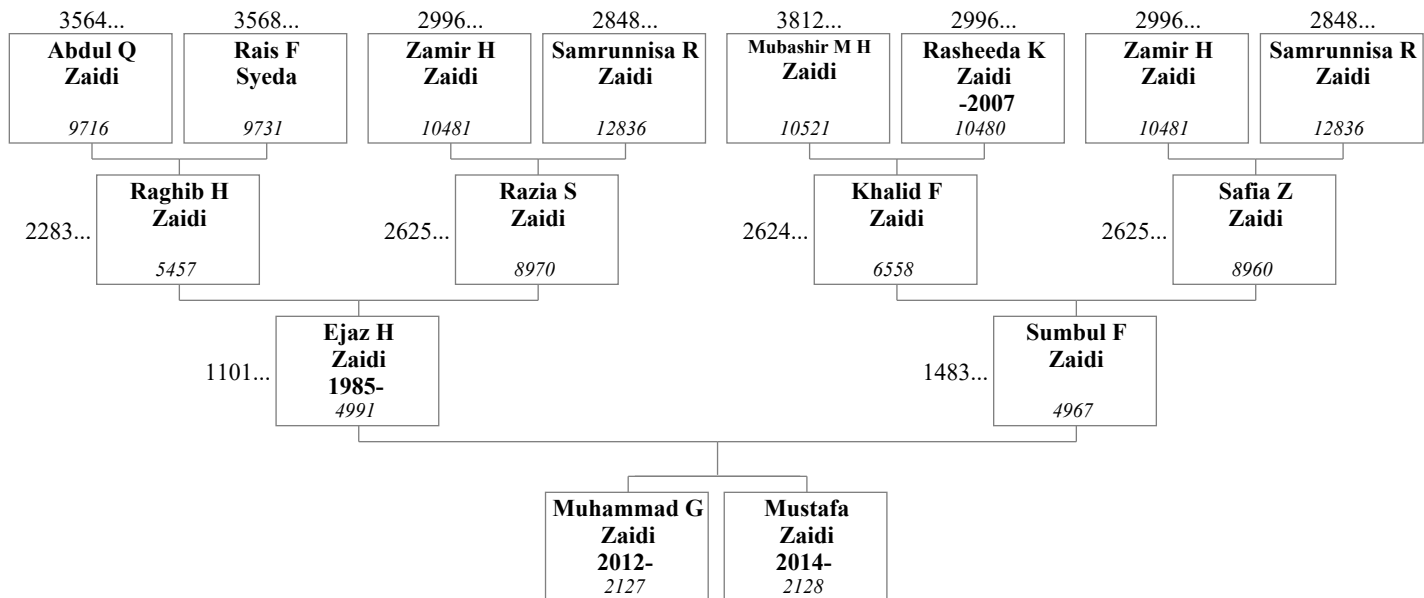 3564... 3568... 2996... 2848... 3812... 2996... 2996... 2848...
Abdul Q
Zaidi
9716
Rais F
Syeda
9731
Zamir H
Zaidi
10481
Samrunnisa R
Zaidi
12836
Mubashir M H
Zaidi
10521
Rasheeda K
Zaidi
-2007
10480
Zamir H
Zaidi
10481
Samrunnisa R
Zaidi
12836
2283...
Raghib H
Zaidi
5457
2625...
Razia S
Zaidi
8970
2624...
Khalid F
Zaidi
6558
2625...
Safia Z
Zaidi
8960
1101...
Ejaz H
Zaidi
1985-
4991
1483...
Sumbul F
Zaidi
4967
Muhammad G
Zaidi
2012-
2127
Mustafa
Zaidi
2014-
2128